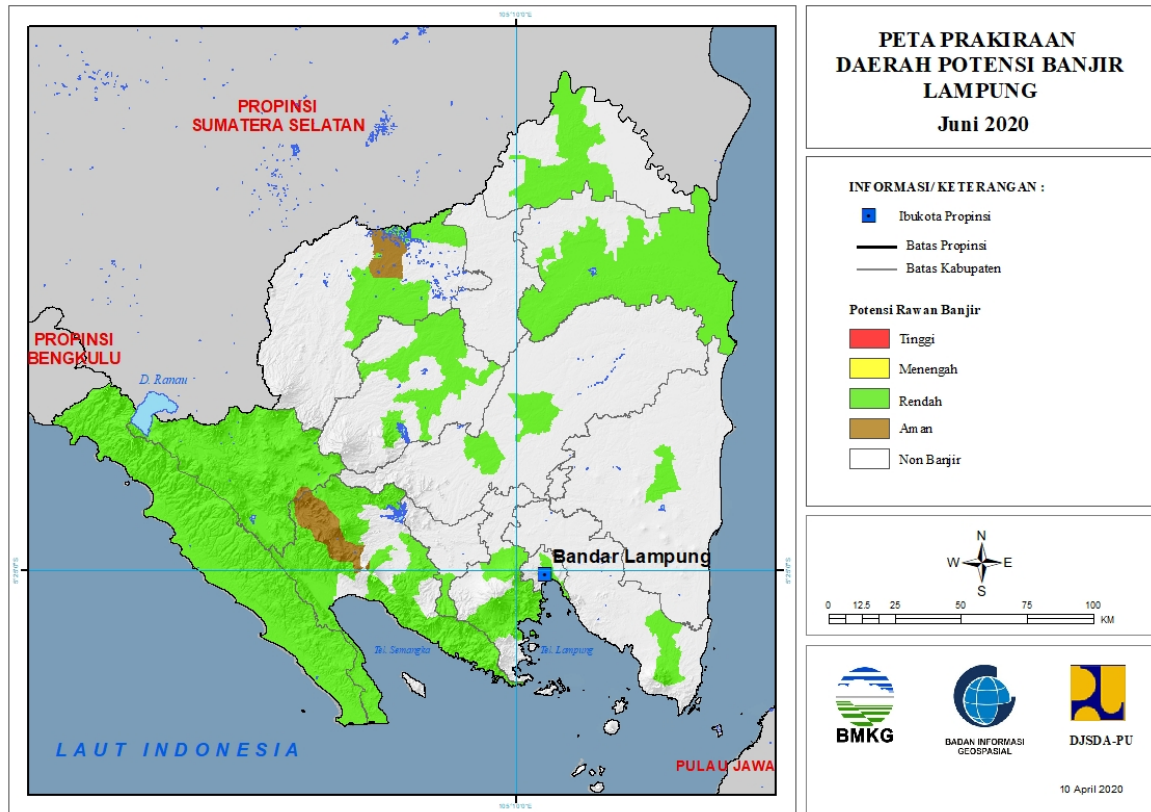 PROPINSI
SUMATERA SELATAN
PROPINSI
BENGKULU
D. Ranau
Bandar Lampung
Tel. Semangka
Tel. Lampung
LAUT INDONESIA
PULAU JAWA
PETA PRAKIRAAN
DAERAH POTENSI BANJIR
LAMPUNG
Juni 2020
INFORMASI/ KETERANGAN :
Ibukota Propinsi
Batas Propinsi
Batas Kabupaten
Potensi Rawan Banjir
Tinggi
Menengah
Rendah
Aman
Non Banjir
N
W E
S
0 12.5 25 50 75 100
KM
BMKG
BADAN INFORMASI
GEOSPASIAL
DJSDA-PU
10 April 2020